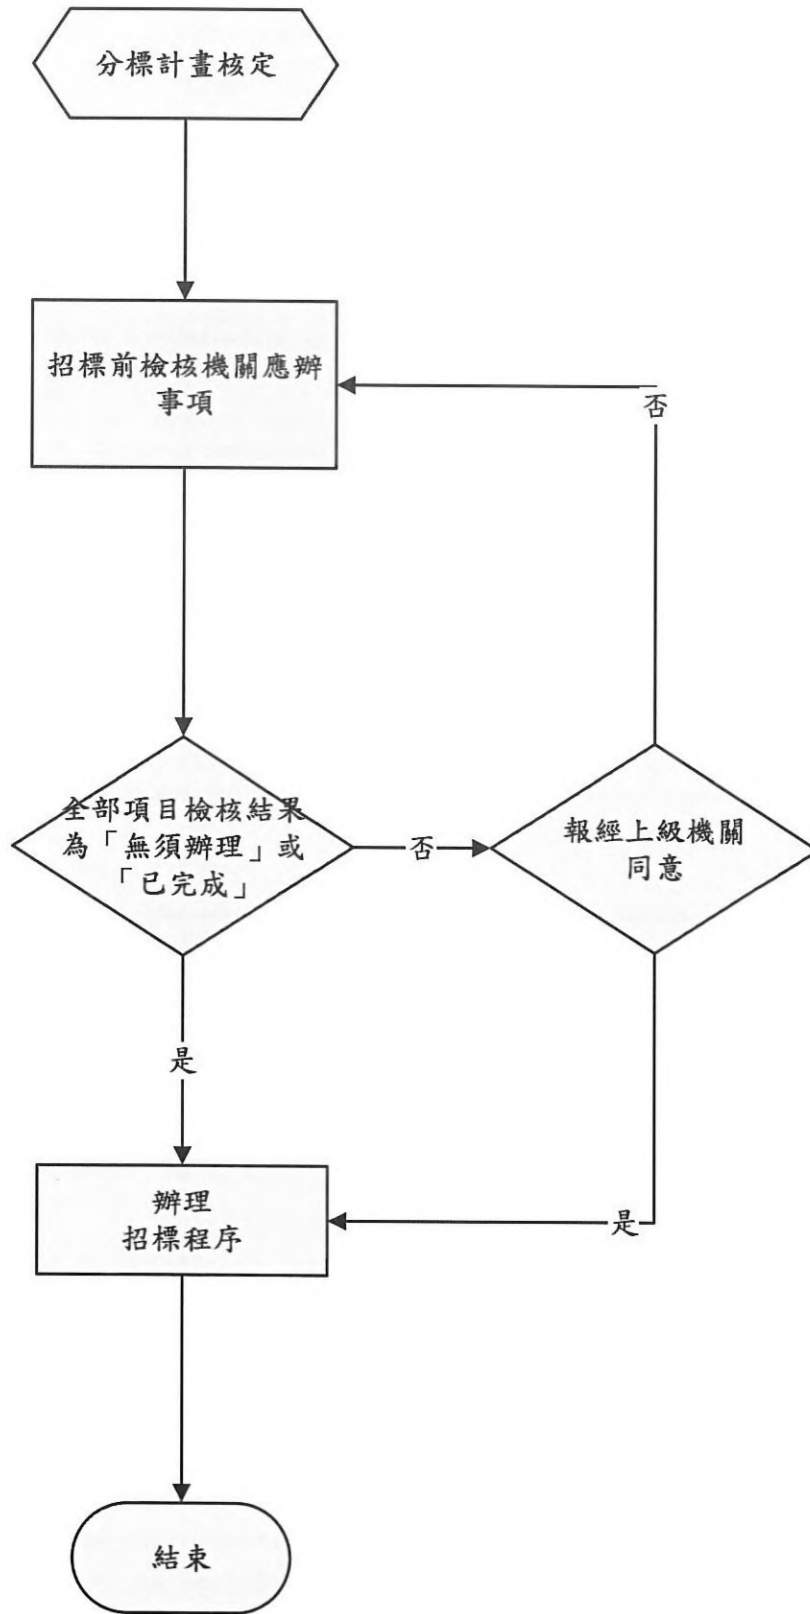 分標計畫核定
招標前檢核機關應辦
事項
否
全部項目檢核結果
為「無須辦理」或
「已完成」
否
報經上級機關
同意
是
辦理
招標程序
是
結束